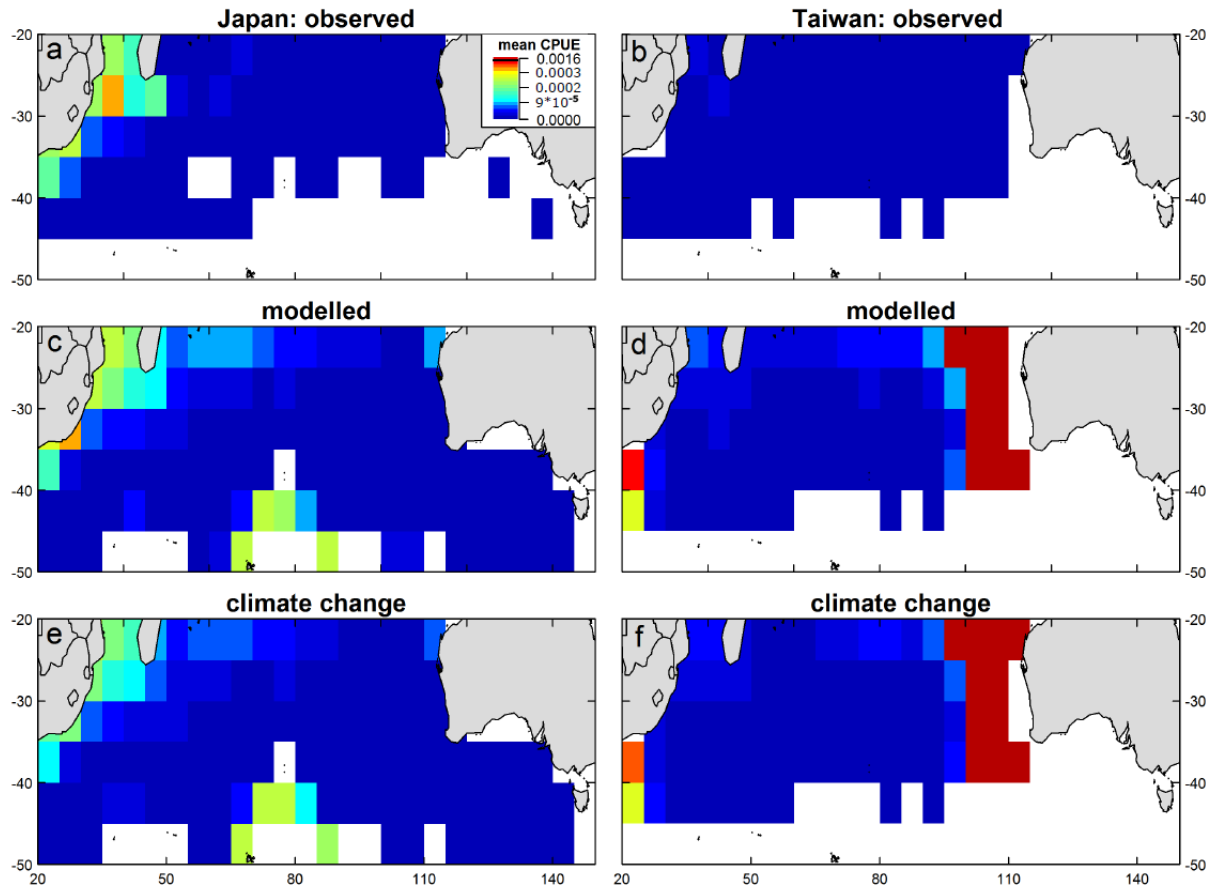 Japan: observed
Taiwan: observed
-20
a
mean CPUE
0.0016
0.0003
0.0002
9*10-5
0.0000
b
-20
-30
-30
-40
-40
-50
-50
modelled
modelled
-20
c
d
-20
-30
-30
-40
-40
-50
-50
climate change
climate change
-20
e
f
-20
-30
-30
-40
-40
-50
-50
20 50 80 110 140
20 50 80 110 140